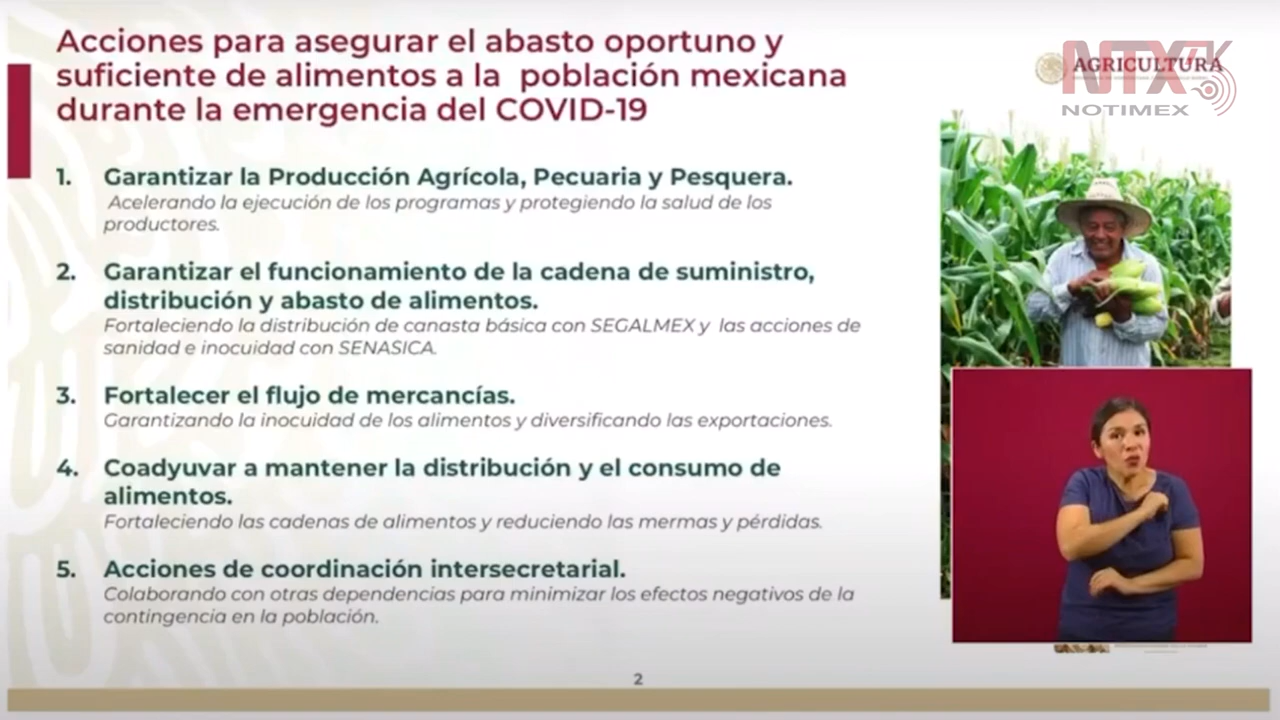 Acciones para asegurar el abasto oportuno y
suficiente de alimentos a la población mexicana
durante la emergencia del COVID-19
AGRICULTURA
NTX
NOTIMEX
1. Garantizar la Producción Agrícola, Pecuaria y Pesquera.
Acelerando la ejecución de los programas y protegiendo la salud de los
productores.
2. Garantizar el funcionamiento de la cadena de suministro,
distribución y abasto de alimentos.
Fortaleciendo la distribución de canasta básica con SEGALMEX y las acciones de
sanidad e inocuidad con SENASICA.
3. Fortalecer el flujo de mercancías.
Garantizando la inocuidad de los alimentos y diversificando las exportaciones.
4. Coadyuvar a mantener la distribución y el consumo de
alimentos.
Fortaleciendo las cadenas de alimentos y reduciendo las mermas y pérdidas.
5. Acciones de coordinación intersecretarial.
Colaborando con otras dependencias para minimizar los efectos negativos de la
contingencia en la población.
2